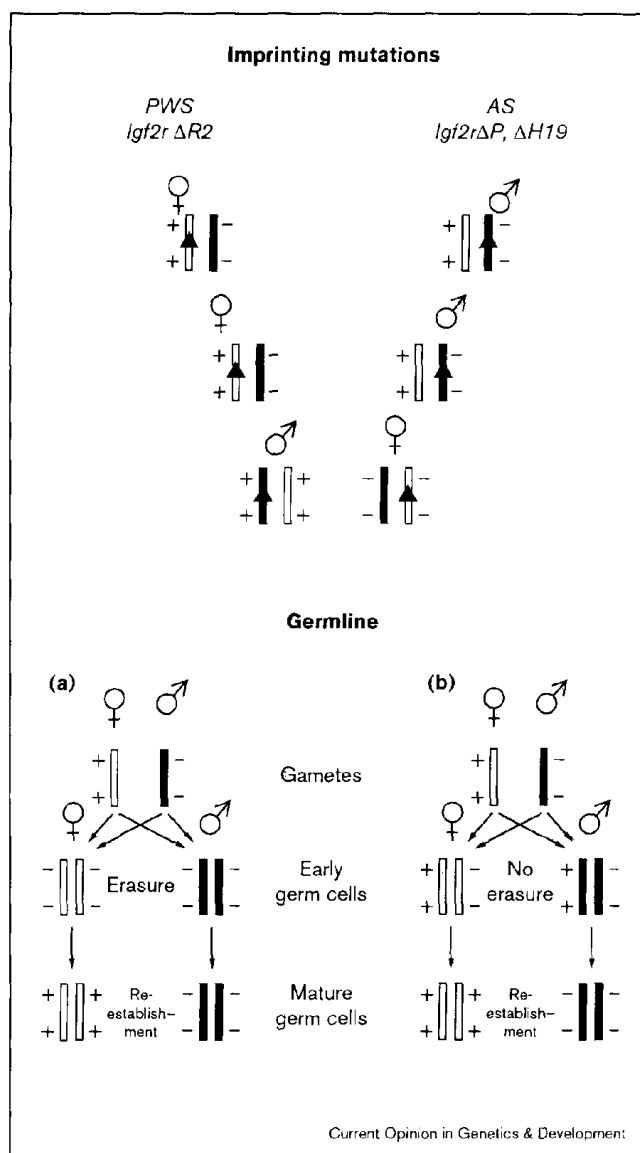 Imprinting mutations
PWS
Igf2r ΔR2
AS
Igf2rΔP, ΔH19
♀
+ −
+ −
♂
+ −
+ −
♀
+ −
+ −
♂
+ −
+ −
♂
+ +
+ +
♀
− −
− −
Germline
(a)
♀ ♂
+ −
+ −
Gametes
(b)
♀ ♂
+ −
+ −
♀ ♂
− −
− −
Erasure
Early
germ cells
♀ ♂
+ − + −
+ − + −
No
erasure
+ + − −
+ + − −
Re-
establish-
ment
Mature
germ cells
+ + − −
+ + − −
Re-
establish-
ment
Current Opinion in Genetics & Development